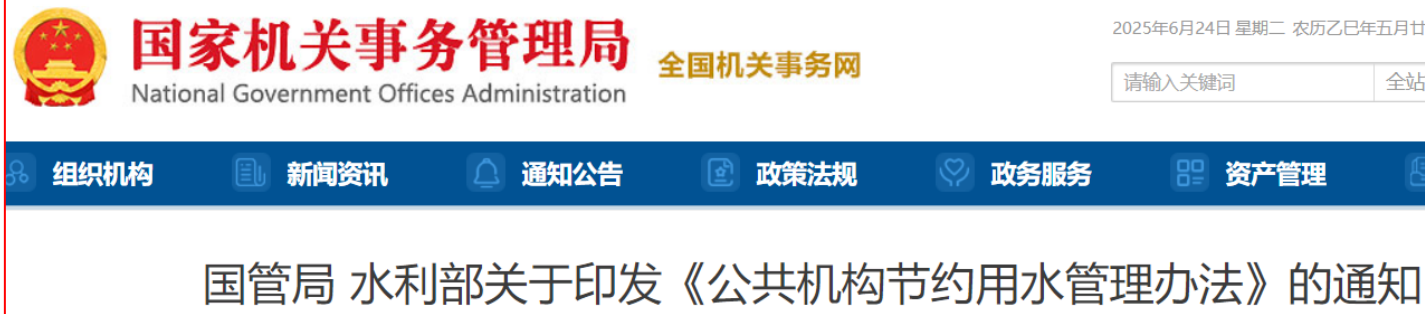 2025年6月24日 星期二 农历乙巳年五月廿
国家机关事务管理局
全国机关事务网
National Government Offices Administration
请输入关键词 全站
组织机构 新闻资讯 通知公告 政策法规 政务服务 资产管理
国管局 水利部关于印发《公共机构节约用水管理办法》的通知